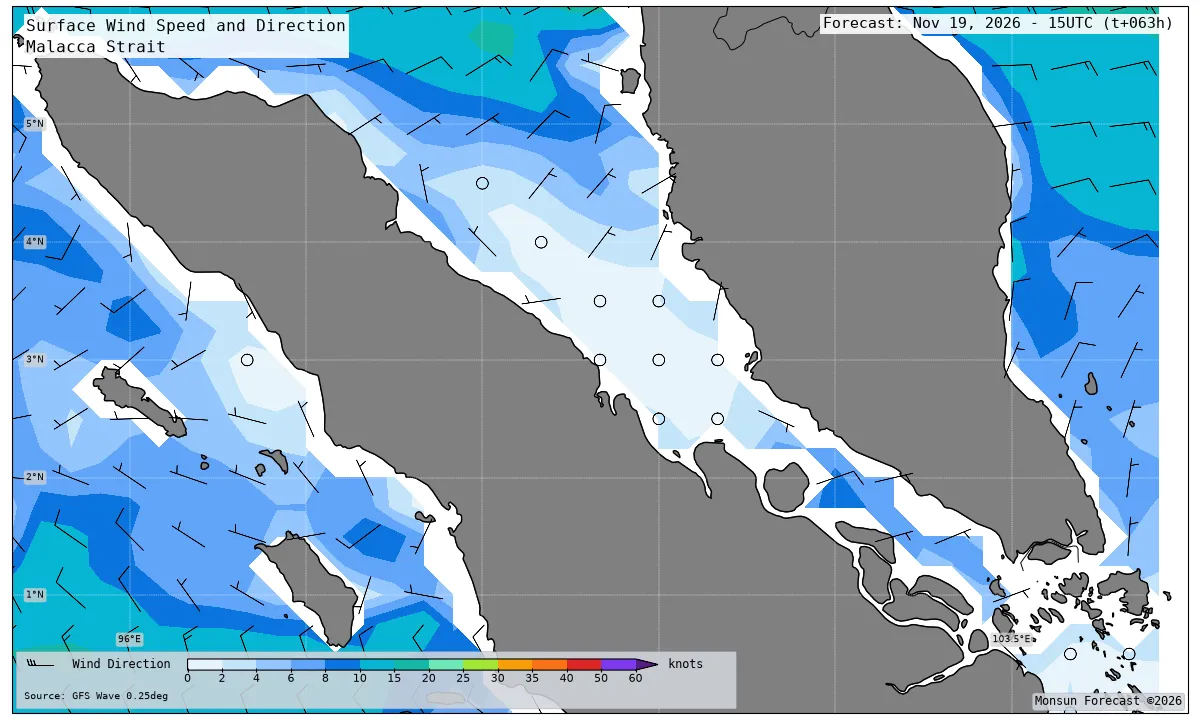 Surface Wind Speed and Direction
Malacca Strait
Forecast: Nov 19, 2026 - 15UTC (t+063h)
5°N
4°N
3°N
2°N
1°N
96°E
103.5°E
Wind Direction
0 2 4 6 8 10 15 20 25 30 35 40 50 60
knots
Source: GFS Wave 0.25deg
Monsun Forecast ©2026